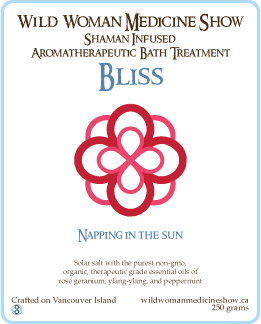 Wild Woman Medicine Show
Shaman Infused
Aromatherapeutic Bath Treatment
Bliss
Napping in the sun
Solar salt with the purest non-gmo,
organic, therapeutic grade essential oils of
rose geranium, ylang-ylang, and peppermint
Crafted on Vancouver Island wildwomanmedicineshow.ca
250 grams